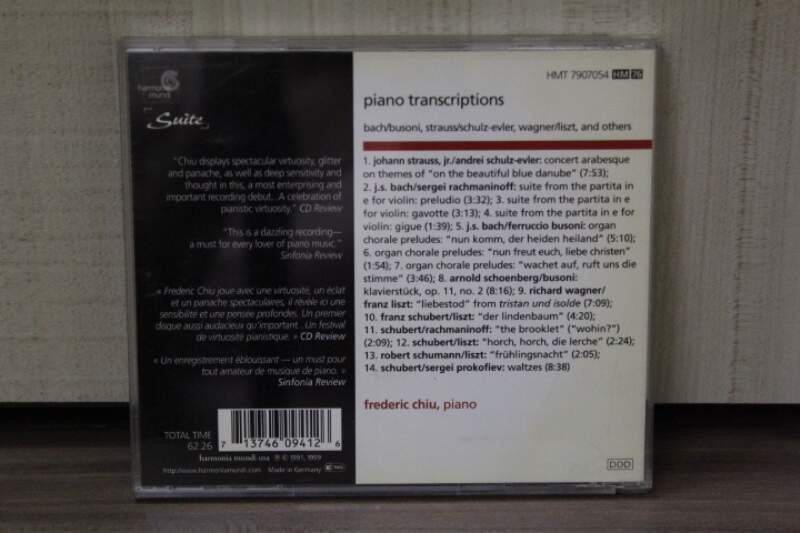 harmonia
mundi
Suite
"Chiu displays spectacular virtuosity, glitter
and panache, as well as deep sensitivity and
thought in this, a most enterprising and
important recording debut...A celebration of
pianistic virtuosity." CD Review
"This is a dazzling recording—
a must for every lover of piano music."
Sinfonia Review
« Frederic Chiu joue avec une virtuosité, un éclat
et un panache spectaculaires, il révèle ici une
sensibilité et une pensée profondes. Un premier
disque aussi audacieux qu'important...Un festival
de virtuosité pianistique. » CD Review
« Un enregistrement éblouissant — un must pour
tout amateur de musique de piano. »
Sinfonia Review
TOTAL TIME
62:26
7 13746 09412 6
harmonia mundi usa ℗ © 1991, 1999
http://www.harmoniamundi.com Made in Germany
HMT 7907054 HM 76
piano transcriptions
bach/busoni, strauss/schulz-evler, wagner/liszt, and others
1. johann strauss, jr./andrei schulz-evler: concert arabesque
on themes of "on the beautiful blue danube" (7:53);
2. j.s. bach/sergei rachmaninoff: suite from the partita in
e for violin: preludio (3:32); 3. suite from the partita in e
for violin: gavotte (3:13); 4. suite from the partita in e for
violin: gigue (1:39); 5. j.s. bach/ferruccio busoni: organ
chorale preludes: "nun komm, der heiden heiland" (5:10);
6. organ chorale preludes: "nun freut euch, liebe christen"
(1:54); 7. organ chorale preludes: "wachet auf, ruft uns die
stimme" (3:46); 8. arnold schoenberg/busoni:
klavierstück, op. 11, no. 2 (8:16); 9. richard wagner/
franz liszt: "liebestod" from tristan und isolde (7:09);
10. franz schubert/liszt: "der lindenbaum" (4:20);
11. schubert/rachmaninoff: "the brooklet" ("wohin?")
(2:09); 12. schubert/liszt: "horch, horch, die lerche" (2:24);
13. robert schumann/liszt: "frühlingsnacht" (2:05);
14. schubert/sergei prokofiev: waltzes (8:38)
frederic chiu, piano
DDD